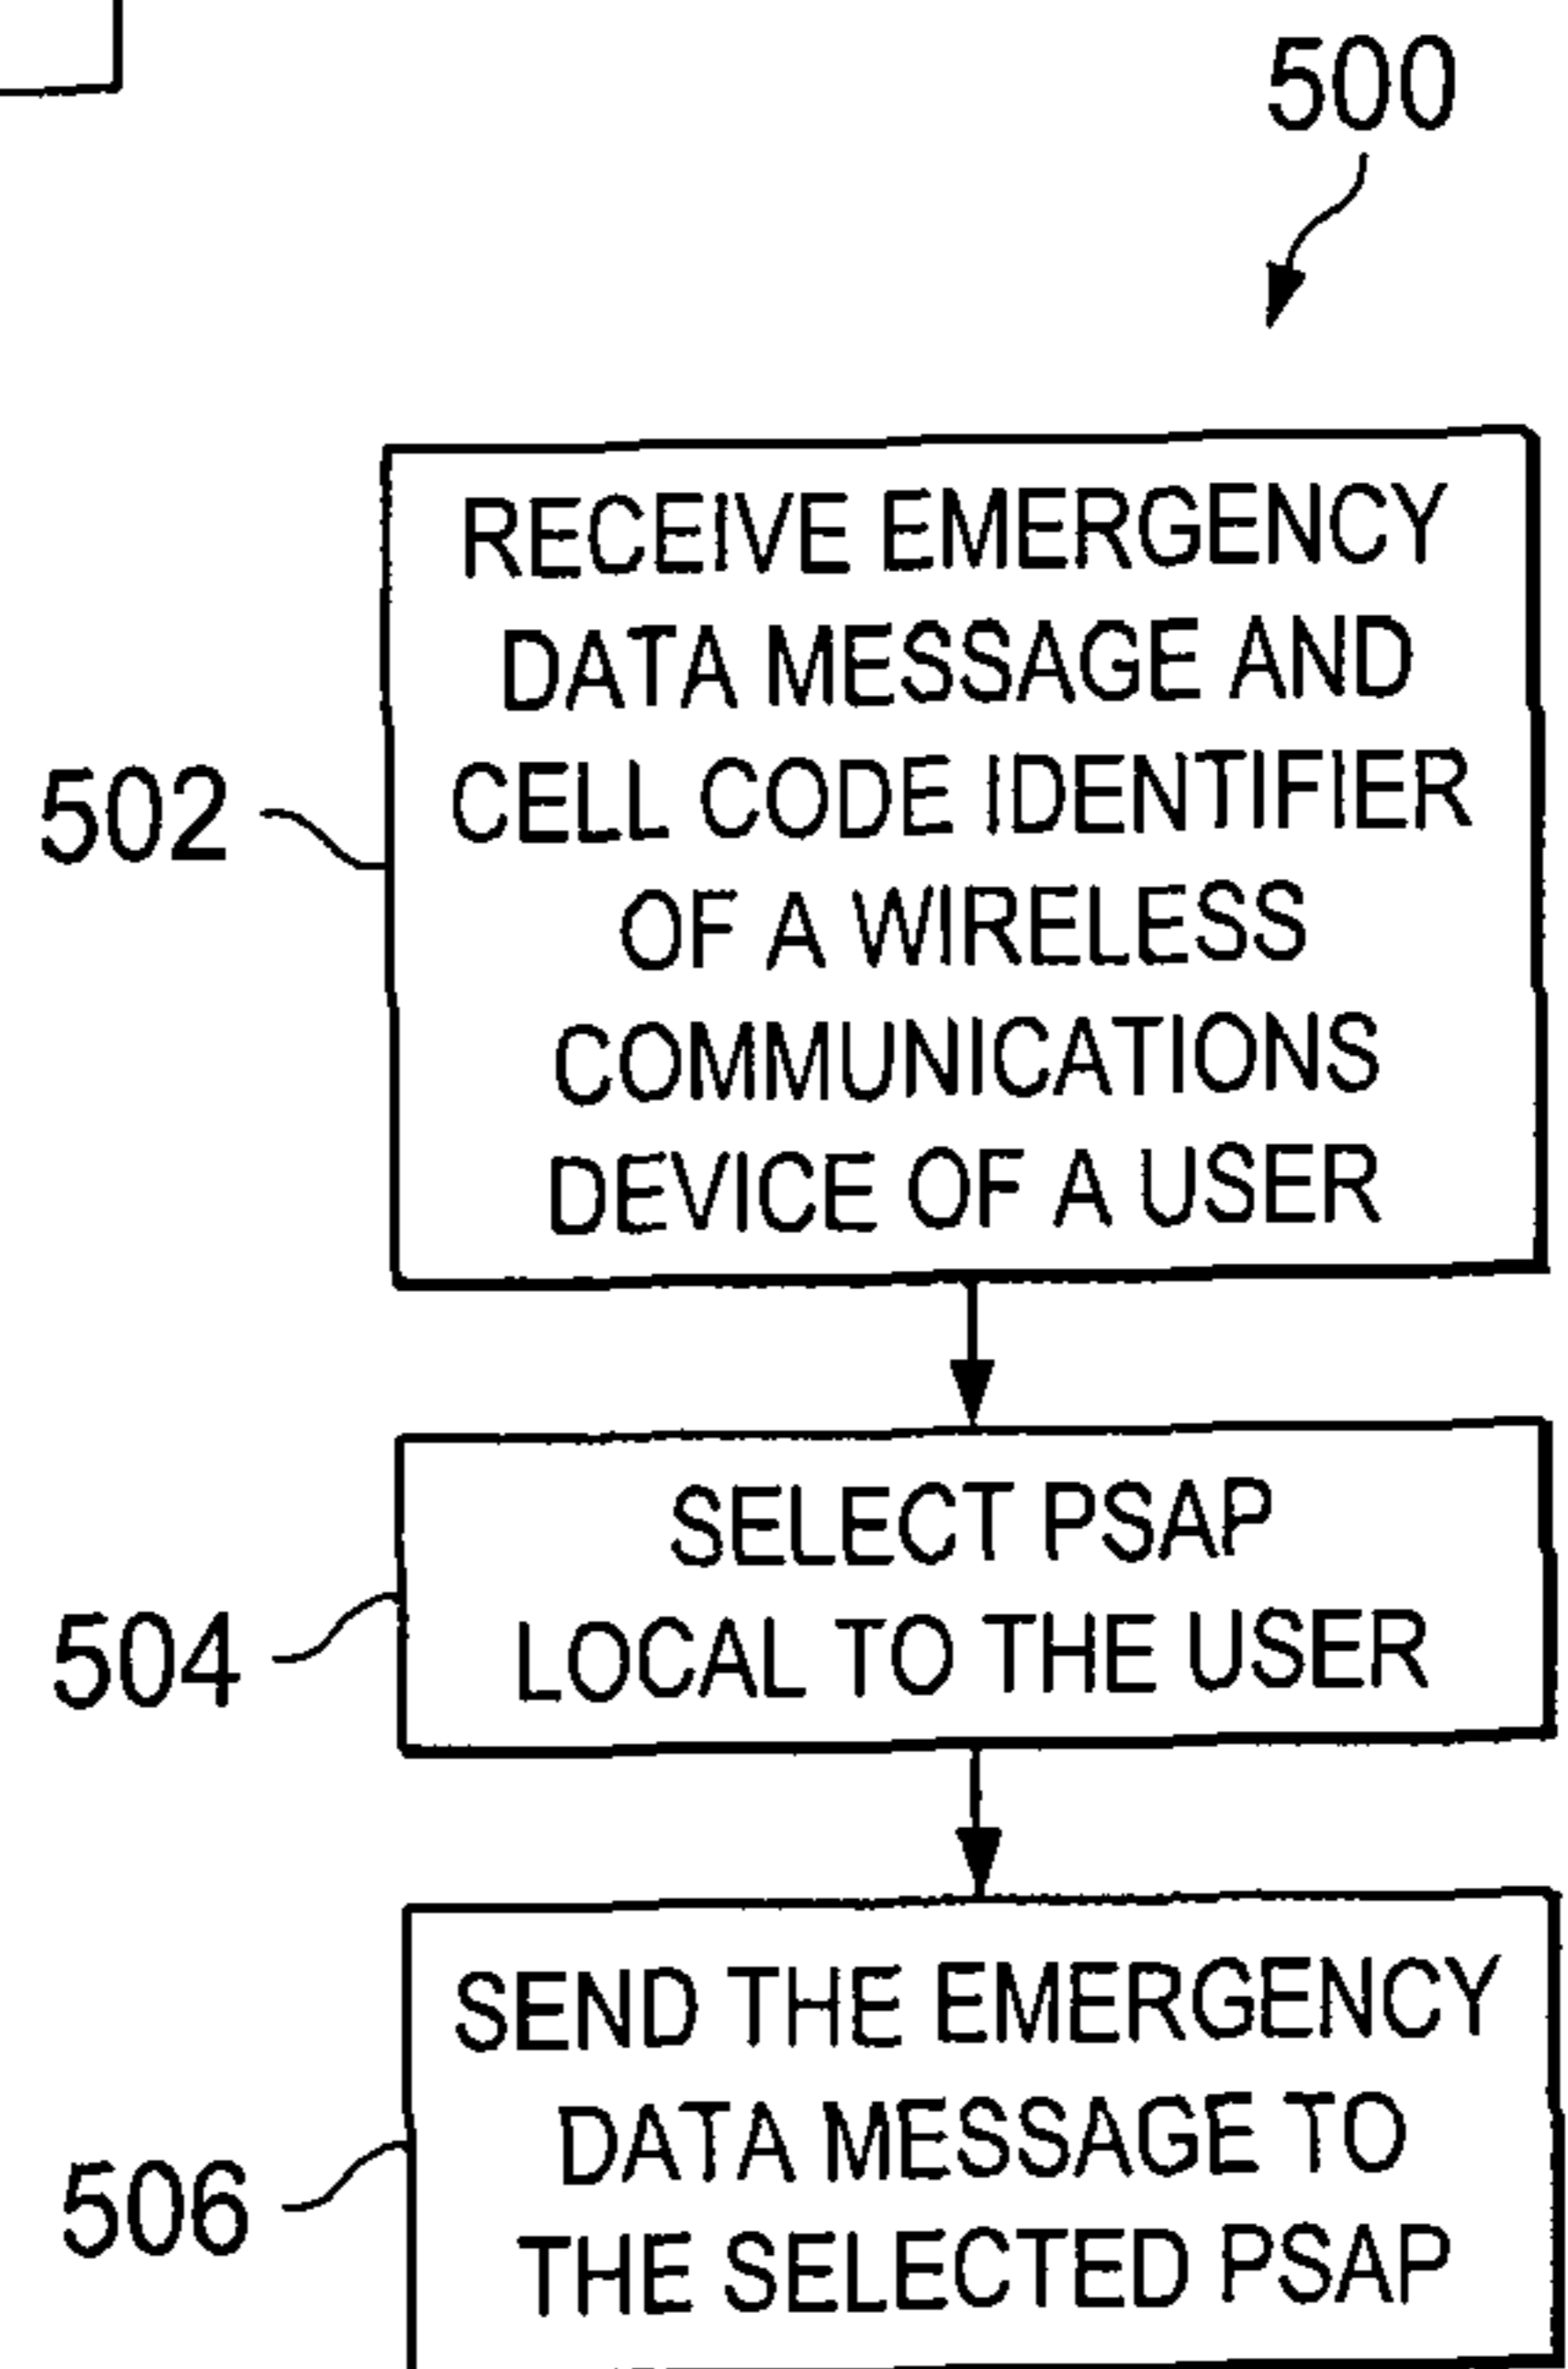 500
RECEIVE EMERGENCY
DATA MESSAGE AND
CELL CODE IDENTIFIER
OF A WIRELESS
COMMUNICATIONS
DEVICE OF A USER
502
SELECT PSAP
LOCAL TO THE USER
504
SEND THE EMERGENCY
DATA MESSAGE TO
THE SELECTED PSAP
506